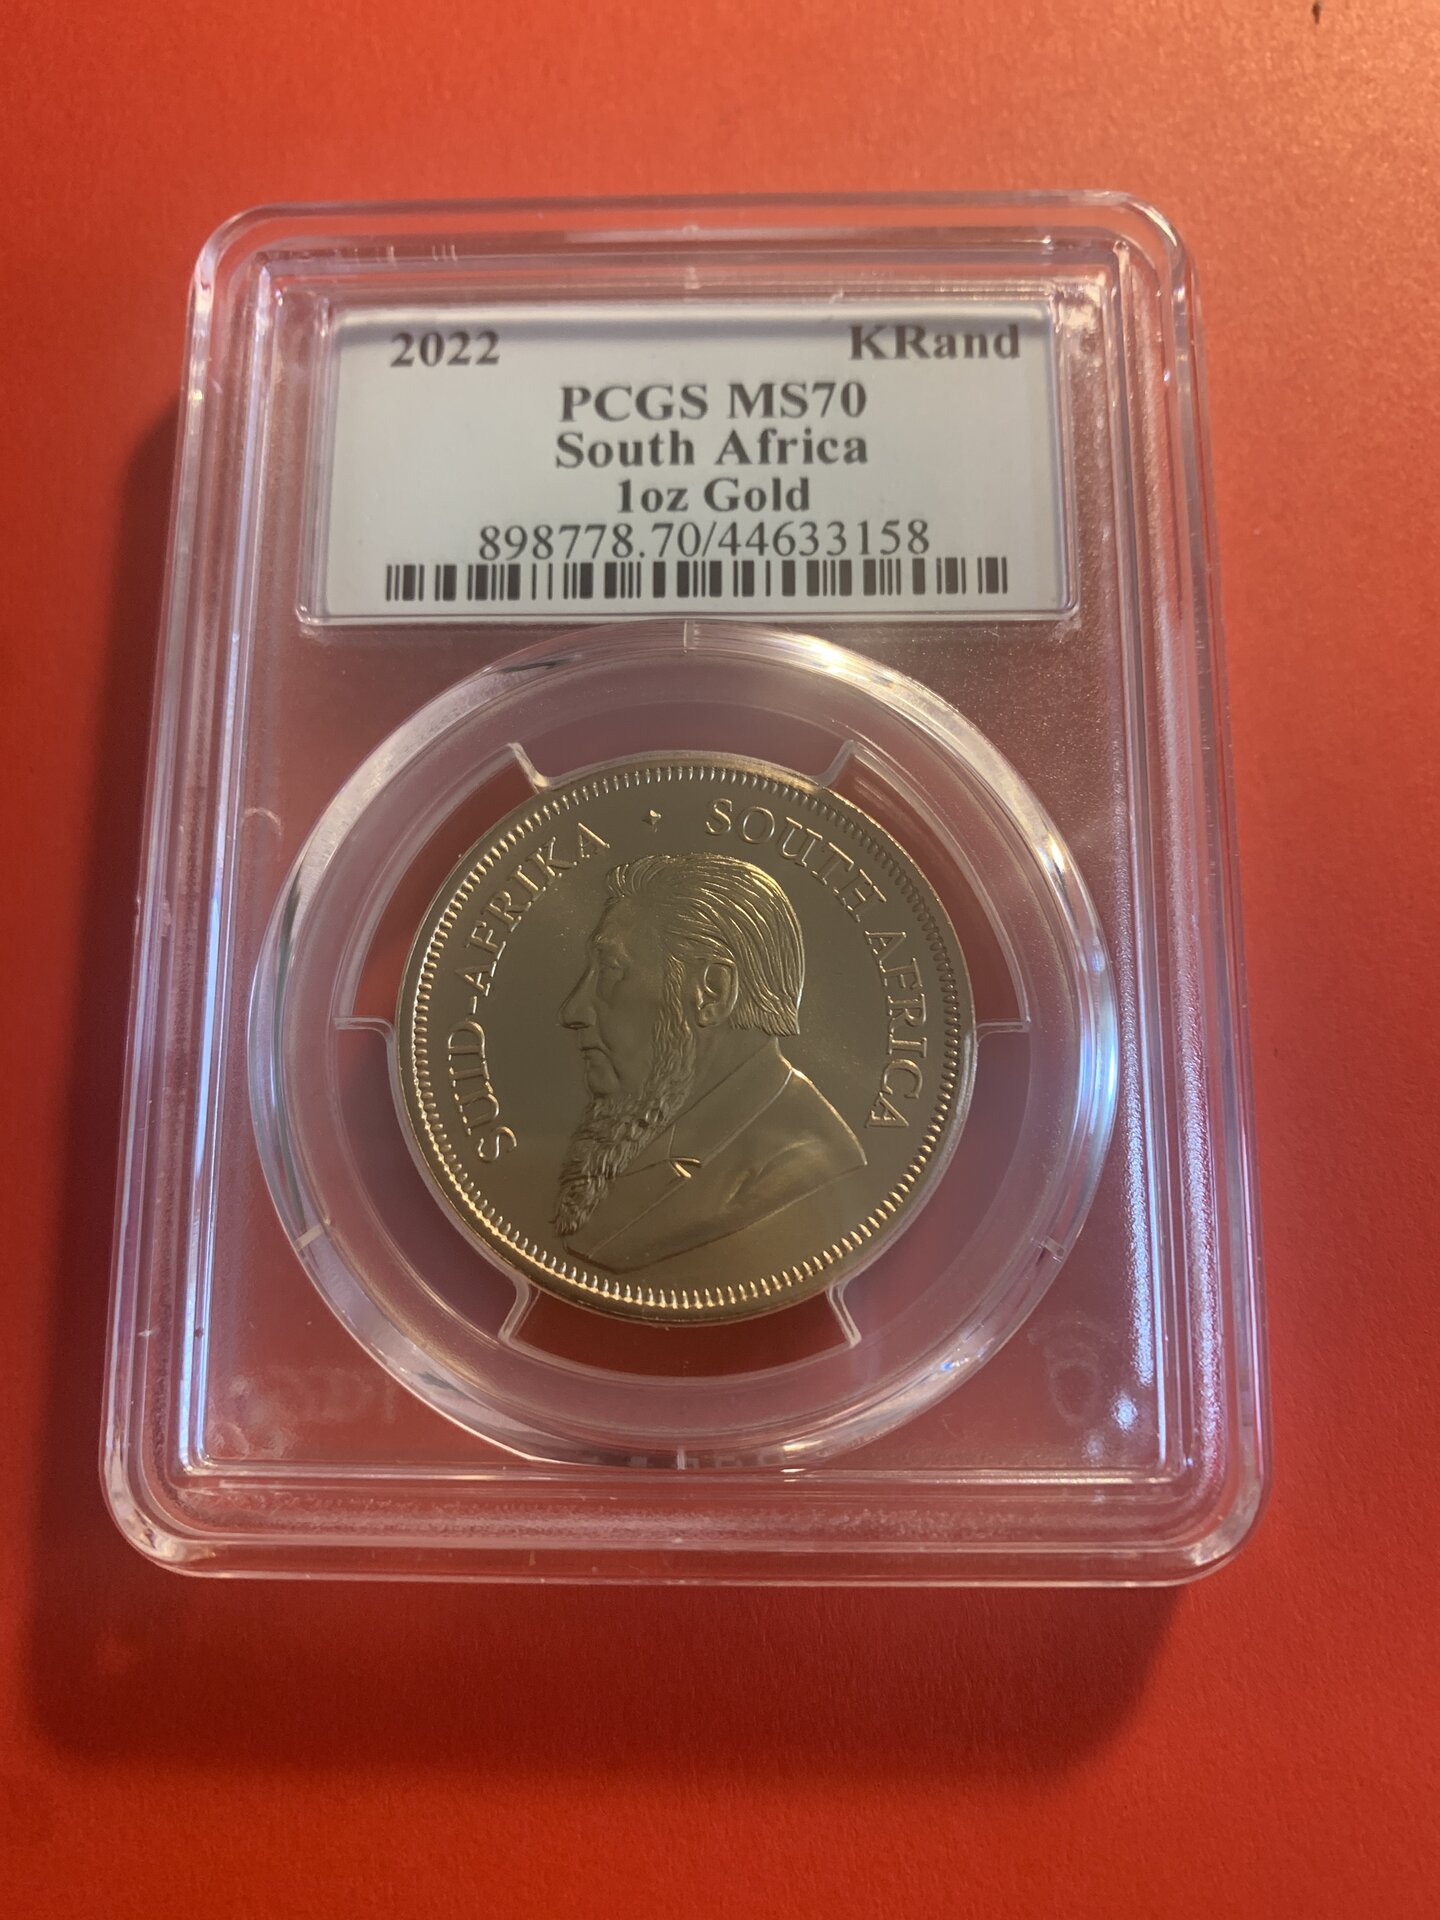 2022 KRand
PCGS MS70
South Africa
1oz Gold
898778.70/44633158
SUID-AFRIKA · SOUTH AFRICA